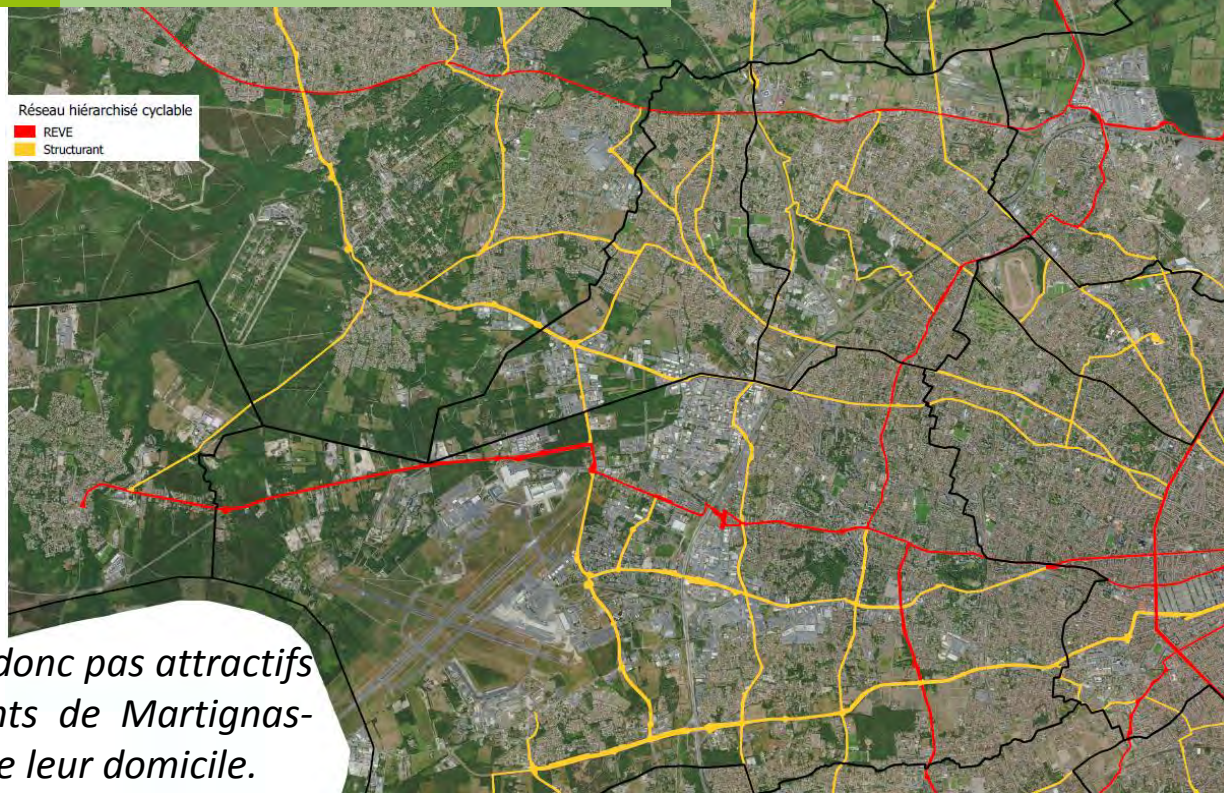 Réseau hiérarchisé cyclable
REVE
Structurant
donc pas attractifs
nts de Martignas-
e leur domicile.